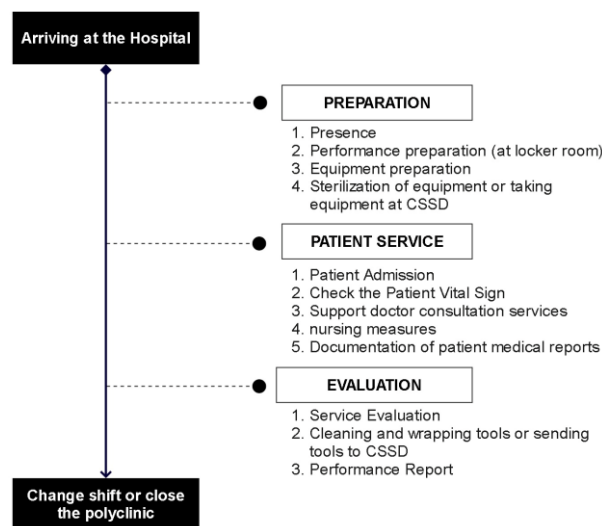 Arriving at the Hospital
PREPARATION
1. Presence
2. Performance preparation (at locker room)
3. Equipment preparation
4. Sterilization of equipment or taking
equipment at CSSD
PATIENT SERVICE
1. Patient Admission
2. Check the Patient Vital Sign
3. Support doctor consultation services
4. nursing measures
5. Documentation of patient medical reports
EVALUATION
1. Service Evaluation
2. Cleaning and wrapping tools or sending
tools to CSSD
3. Performance Report
Change shift or close
the polyclinic